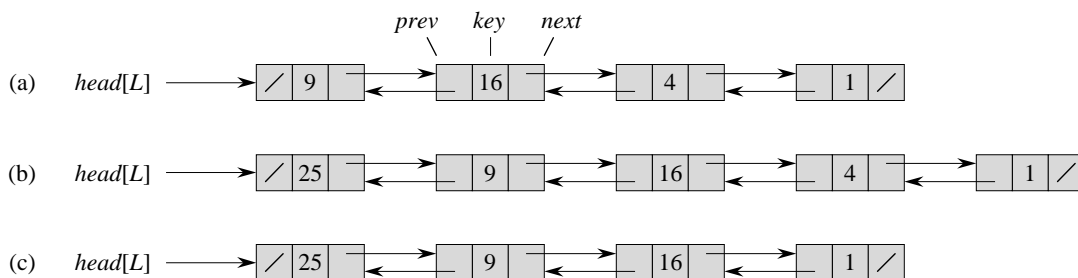 prev key next
(a) head[L] / 9 16 4 1 /
(b) head[L] / 25 9 16 4 1 /
(c) head[L] / 25 9 16 1 /